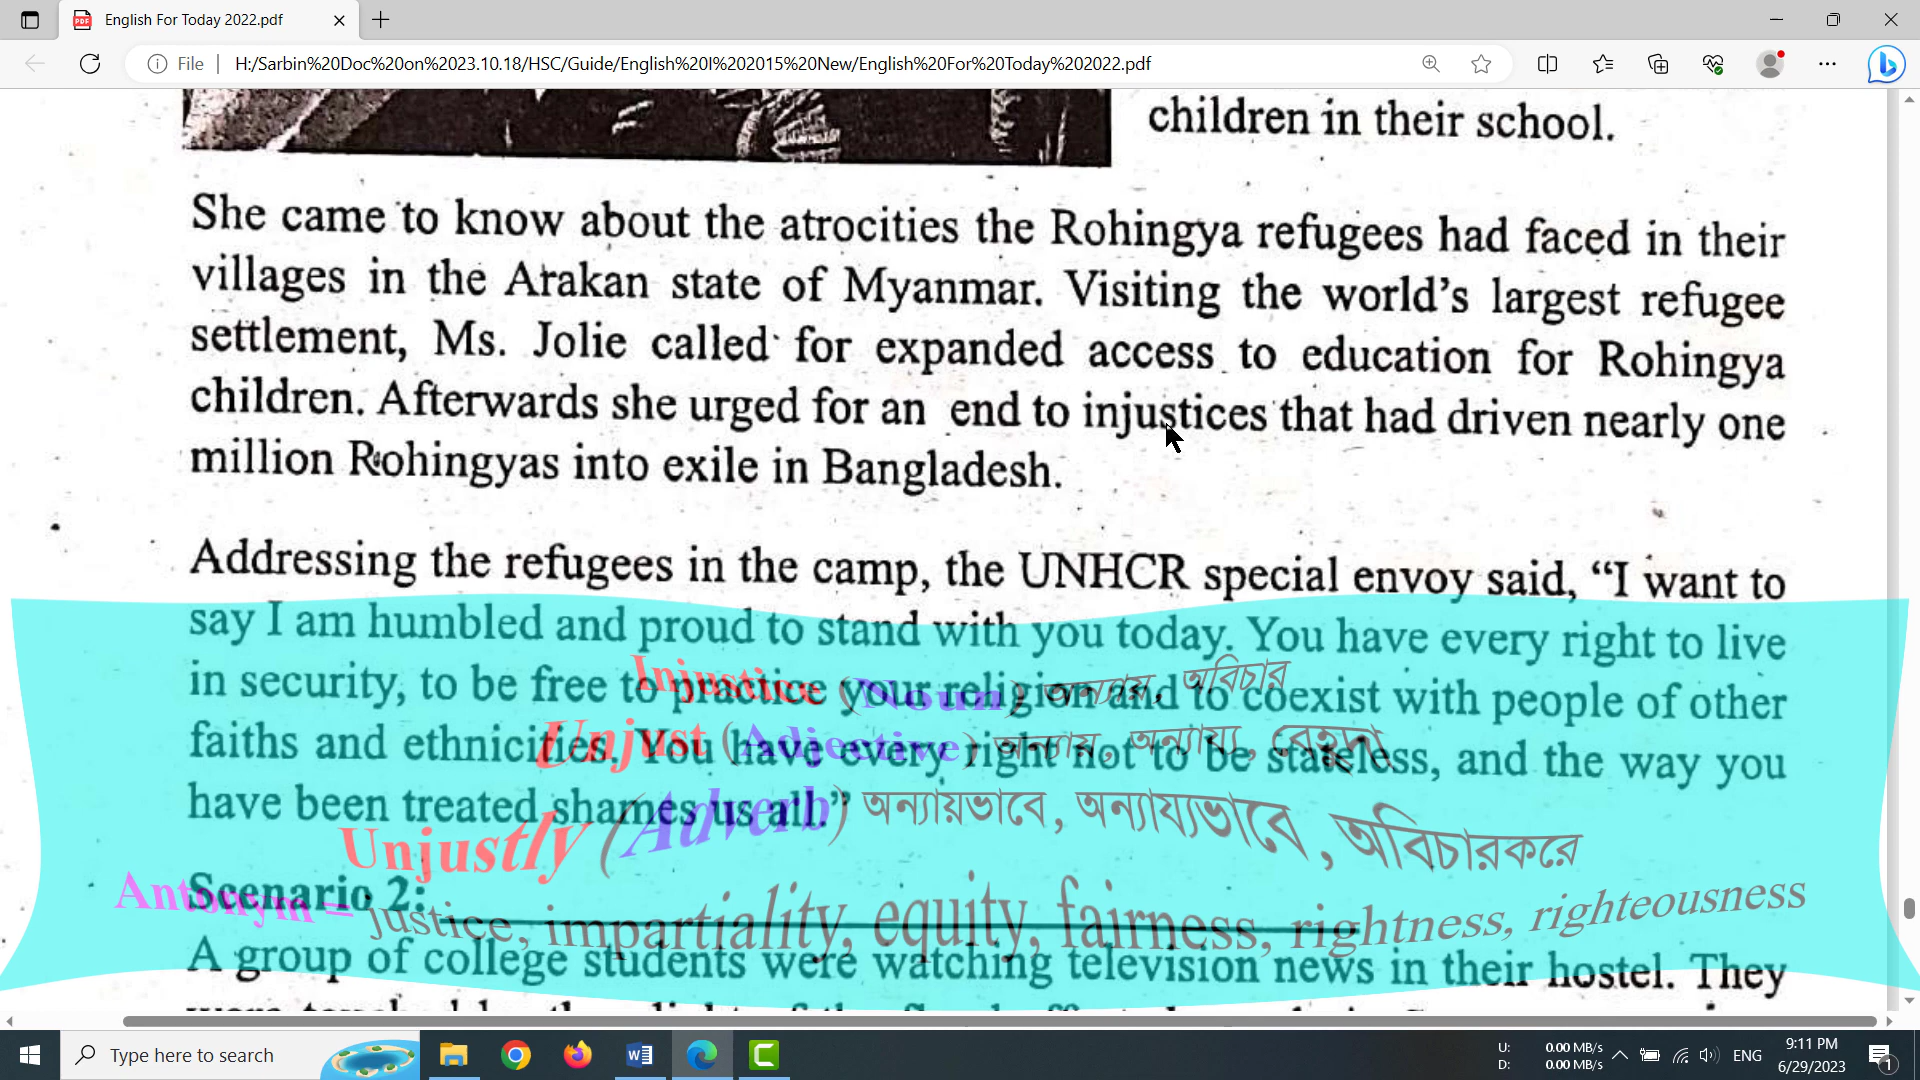 English For Today 2022.pdf
File
H:/Sarbin%20Doc%20on%2023.10.18/HSC/Guide/English%20I%202015%20New/English%20For%20Today%202022.pdf
children in their school.
She came to know about the atrocities the Rohingya refugees had faced in their
villages in the Arakan state of Myanmar. Visiting the world's largest refugee
settlement, Ms. Jolie called for expanded access to education for Rohingya
children. Afterwards she urged for an end to injustices that had driven nearly one
million Rohingyas into exile in Bangladesh.
Addressing the refugees in the camp, the UNHCR special envoy said, “I want to
say I am humbled and proud to stand with you today. You have every right to live
in security, to be free to practice your religion and to coexist with people of other
faiths and ethnicities. You have every right not to be stateless, and the way you
have been treated shames us all.”
Injustice (Noun) অন্যায়, অবিচার
Unjust (Adjective) অন্যায়, অন্যায্য, বেহুদা
Unjustly (Adverb) অন্যায়ভাবে, অন্যায্যভাবে, অবিচারকরে
Antonym = justice, impartiality, equity, fairness, rightness, righteousness
Scenario 2:
A group of college students were watching television news in their hostel. They
Type here to search
U: 0.00 MB/s
D: 0.00 MB/s
ENG
9:11 PM
6/29/2023
1